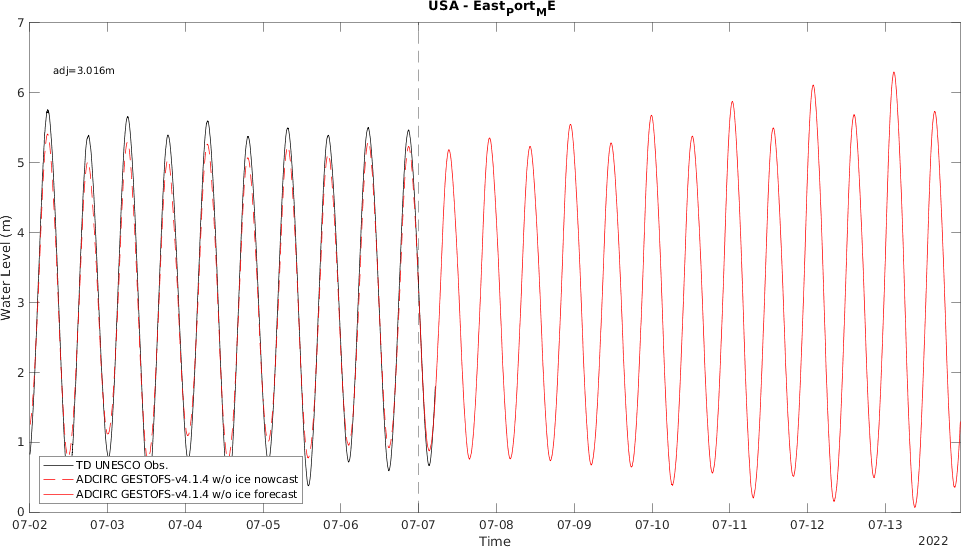 USA - EastPortME
7
adj=3.016m
6
5
4
3
2
1
0
Water Level (m)
TD UNESCO Obs.
ADCIRC GESTOFS-v4.1.4 w/o ice nowcast
ADCIRC GESTOFS-v4.1.4 w/o ice forecast
07-02 07-03 07-04 07-05 07-06 07-07 07-08 07-09 07-10 07-11 07-12 07-13
Time
2022